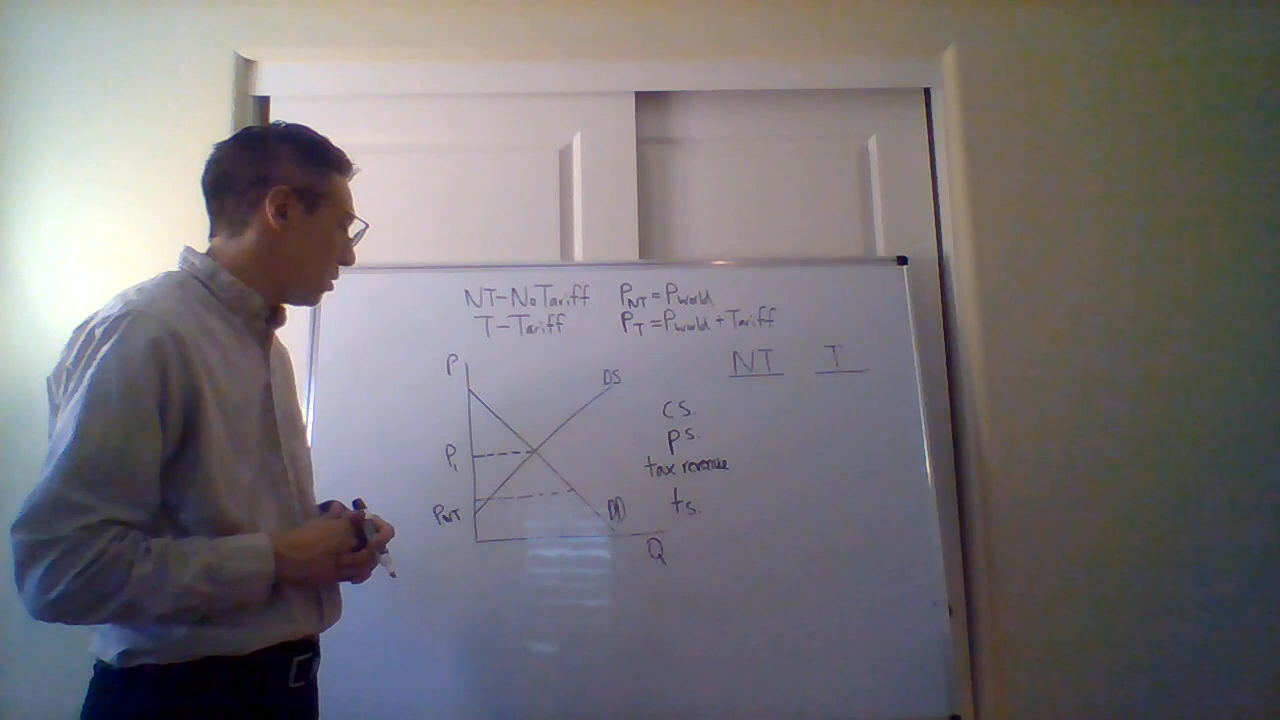 NT-No Tariff P_NT = P_world
T-Tariff P_T = P_world + Tariff
NT T
P
DS
CS.
PS.
P₁
tax revenue
ts.
P_NT
DD
Q